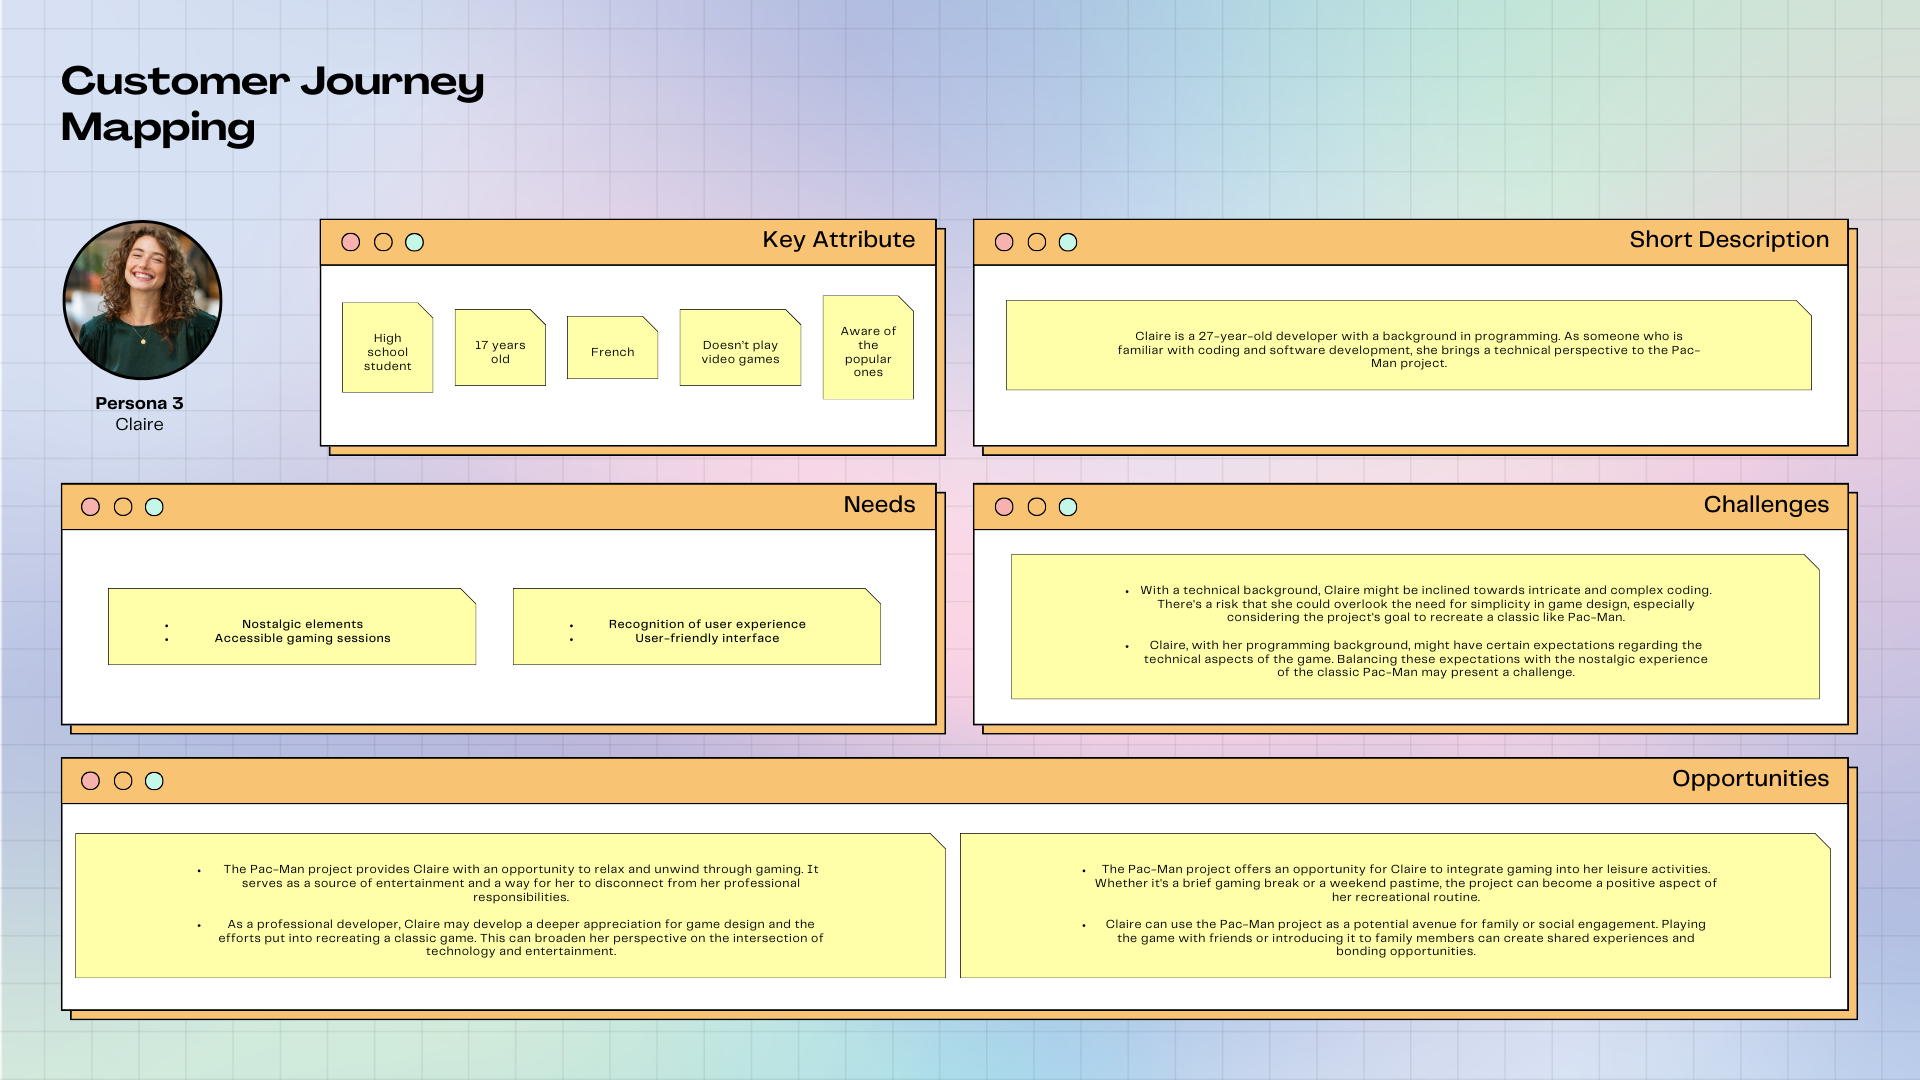 Customer Journey
Mapping
Persona 3
Claire
Key Attribute
High
school
student
17 years
old
French
Doesn't play
video games
Aware of
the
popular
ones
Short Description
Claire is a 27-year-old developer with a background in programming. As someone who is
familiar with coding and software development, she brings a technical perspective to the Pac-
Man project.
Needs
• Nostalgic elements
• Accessible gaming sessions
• Recognition of user experience
• User-friendly interface
Challenges
• With a technical background, Claire might be inclined towards intricate and complex coding.
There's a risk that she could overlook the need for simplicity in game design, especially
considering the project's goal to recreate a classic like Pac-Man.
• Claire, with her programming background, might have certain expectations regarding the
technical aspects of the game. Balancing these expectations with the nostalgic experience
of the classic Pac-Man may present a challenge.
Opportunities
• The Pac-Man project provides Claire with an opportunity to relax and unwind through gaming. It
serves as a source of entertainment and a way for her to disconnect from her professional
responsibilities.
• As a professional developer, Claire may develop a deeper appreciation for game design and the
efforts put into recreating a classic game. This can broaden her perspective on the intersection of
technology and entertainment.
• The Pac-Man project offers an opportunity for Claire to integrate gaming into her leisure activities.
Whether it's a brief gaming break or a weekend pastime, the project can become a positive aspect of
her recreational routine.
• Claire can use the Pac-Man project as a potential avenue for family or social engagement. Playing
the game with friends or introducing it to family members can create shared experiences and
bonding opportunities.